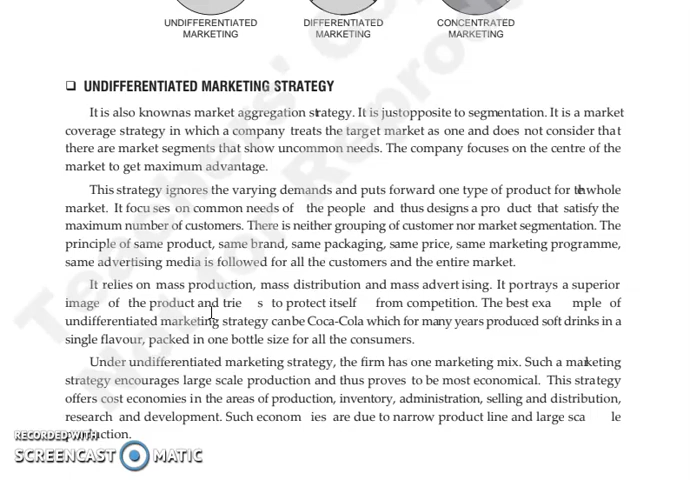 UNDIFFERENTIATED DIFFERENTIATED CONCENTRATED
MARKETING MARKETING MARKETING
❑ UNDIFFERENTIATED MARKETING STRATEGY
It is also knownas market aggregation strategy. It is justopposite to segmentation. It is a market
coverage strategy in which a company treats the target market as one and does not consider that
there are market segments that show uncommon needs. The company focuses on the centre of the
market to get maximum advantage.
This strategy ignores the varying demands and puts forward one type of product for the whole
market. It focu ses on common needs of the people and thus designs a pro duct that satisfy the
maximum number of customers. There is neither grouping of customer nor market segmentation. The
principle of same product, same brand, same packaging, same price, same marketing programme,
same advertising media is followed for all the customers and the entire market.
It relies on mass production, mass distribution and mass advert ising. It portrays a superior
image of the product and trie s to protect itself from competition. The best exa mple of
undifferentiated marketing strategy canbe Coca-Cola which for many years produced soft drinks in a
single flavour, packed in one bottle size for all the consumers.
Under undifferentiated marketing strategy, the firm has one marketing mix. Such a marketing
strategy encourages large scale production and thus proves to be most economical. This strategy
offers cost economies in the areas of production, inventory, administration, selling and distribution,
research and development. Such econom ies are due to narrow product line and large sca le
RECORDED WITH
SCREENCAST MATIC